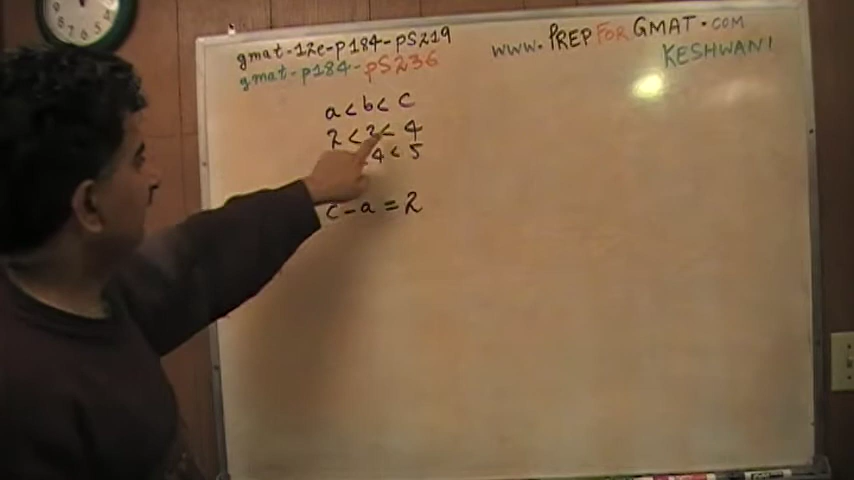 gmat-12e-p184-pS219
gmat-p184-pS236
www.PREPFORGMAT.COM
KESHWANI
a<b<c
2<3<4
4<5
c-a=2